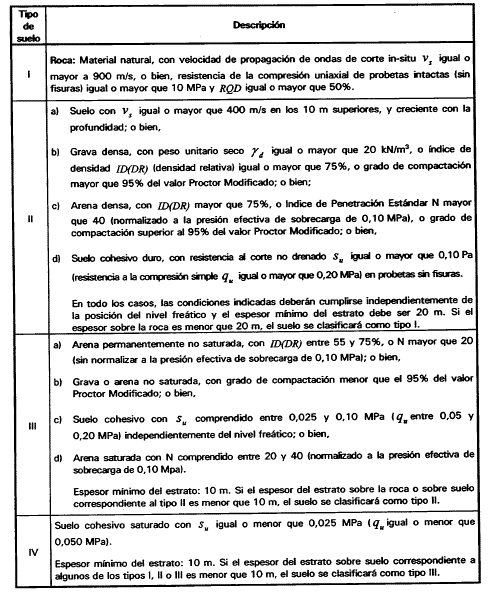 Tipo de suelo
Descripción
I
Roca: Material natural, con velocidad de propagación de ondas de corte in-situ v_s igual o
mayor a 900 m/s, o bien, resistencia de la compresión uniaxial de probetas intactas (sin
fisuras) igual o mayor que 10 MPa y RQD igual o mayor que 50%.
II
a) Suelo con v_s igual o mayor que 400 m/s en los 10 m superiores, y creciente con la
profundidad; o bien,
b) Grava densa, con peso unitario seco γ_d igual o mayor que 20 kN/m³, o índice de
densidad ID(DR) (densidad relativa) igual o mayor que 75%, o grado de compactación
mayor que 95% del valor Proctor Modificado; o bien;
c) Arena densa, con ID(DR) mayor que 75%, o Indice de Penetración Estándar N mayor
que 40 (normalizado a la presión efectiva de sobrecarga de 0,10 MPa), o grado de
compactación superior al 95% del valor Proctor Modificado; o bien,
d) Suelo cohesivo duro, con resistencia al corte no drenado s_u igual o mayor que 0,10 Pa
(resistencia a la compresión simple q_u igual o mayor que 0,20 MPa) en probetas sin fisuras.
En todo los casos, las condiciones indicadas deberán cumplirse independientemente de
la posición del nivel freático y el espesor mínimo del estrato debe ser 20 m. Si el
espesor sobre la roca es menor que 20 m, el suelo se clasificará como tipo I.
III
a) Arena permanentemente no saturada, con ID(DR) entre 55 y 75%, o N mayor que 20
(sin normalizar a la presión efectiva de sobrecarga de 0,10 MPa); o bien,
b) Grava o arena no saturada, con grado de compactación menor que el 95% del valor
Proctor Modificado; o bien,
c) Suelo cohesivo con s_u comprendido entre 0,025 y 0,10 MPa (q_u entre 0,05 y
0,20 MPa) independientemente del nivel freático; o bien,
d) Arena saturada con N comprendido entre 20 y 40 (normalizado a la presión efectiva de
sobrecarga de 0,10 Mpa).
Espesor mínimo del estrato: 10 m. Si el espesor del estrato sobre la roca o sobre suelo
correspondiente al tipo II es menor que 10 m, el suelo se clasificará como tipo II.
IV
Suelo cohesivo saturado con s_u igual o menor que 0,025 MPa (q_u igual o menor que
0,050 MPa).
Espesor mínimo del estrato: 10 m. Si el espesor del estrato sobre suelo correspondiente a
algunos de los tipos I, II o III es menor que 10 m, el suelo se clasificará como tipo III.